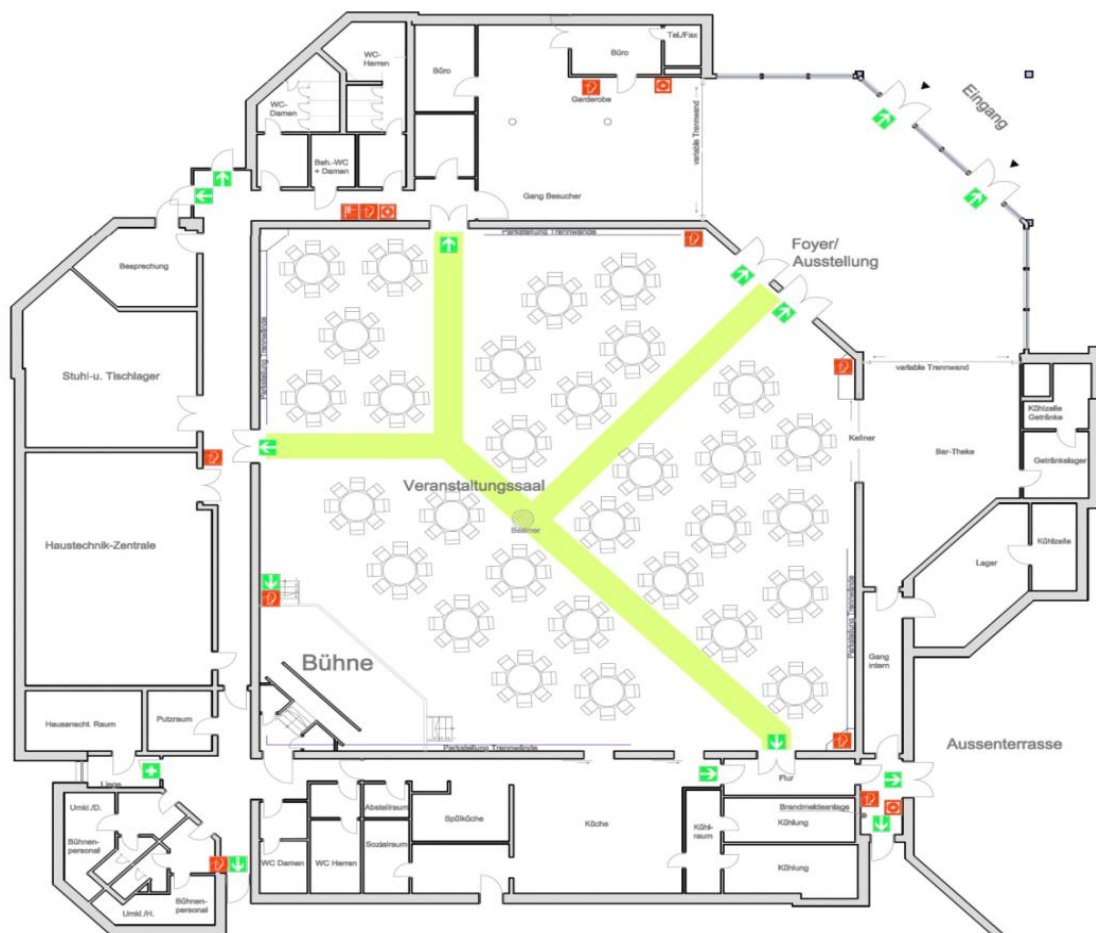 Tel./Fax
WC-
Herren
Büro
Büro
WC-
Damen
Garderobe
Eingang
variable Trennwand
Beh.-WC
+ Damen
Gang Besucher
Parkstellung Trennwände
Foyer/
Ausstellung
Besprechung
Parkstellung Trennwände
Stuhl-u. Tischlager
variable Trennwand
Kühlzelle
Getränke
Kellner
Bar-Theke
Getränkelager
Veranstaltungssaal
Haustechnik-Zentrale
Kühlzelle
Lager
Parkstellung Trennwände
Bühne
Gang
intern
Hausanschl. Raum
Putzraum
Parkstellung Trennwände
Aussenterrasse
Liege
Flur
Umkl./D.
Abstellraum
Brandmeldeanlage
Bühnen-
personal
Spülküche
Küche
Kühl-
raum
Kühlung
Sozialraum
WC Damen
WC Herren
Kühlung
Bühnen-
personal
Umkl./H.